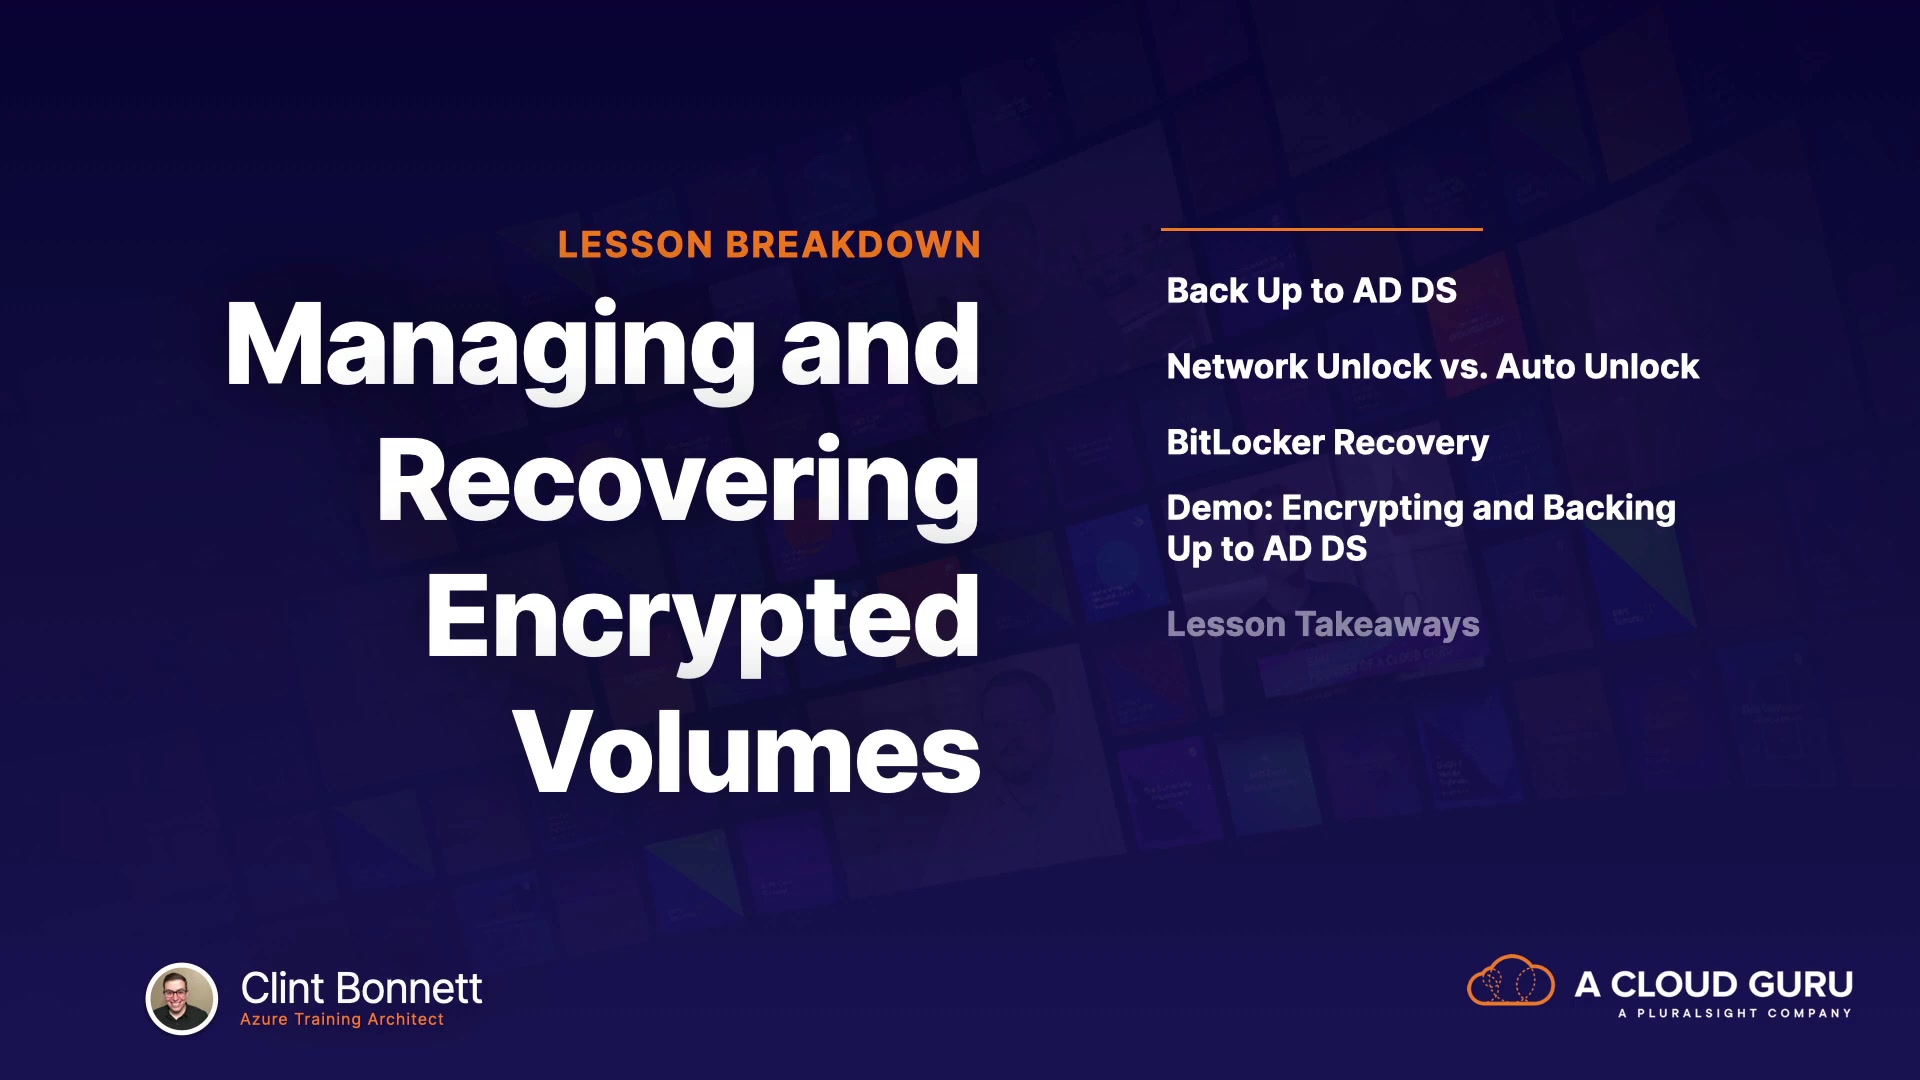 LESSON BREAKDOWN
Managing and
Recovering
Encrypted
Volumes
Back Up to AD DS
Network Unlock vs. Auto Unlock
BitLocker Recovery
Demo: Encrypting and Backing
Up to AD DS
Lesson Takeaways
Clint Bonnett
Azure Training Architect
A CLOUD GURU
A PLURALSIGHT COMPANY